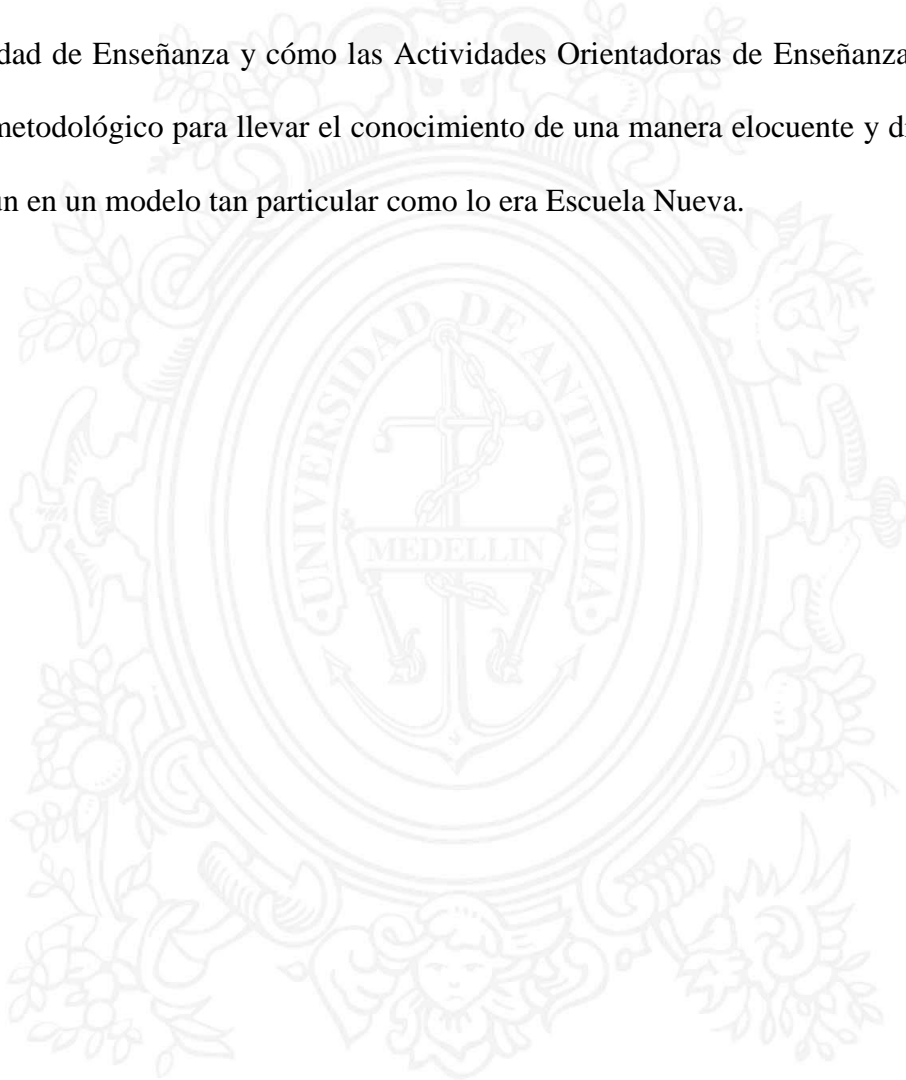 dad de Enseñanza y cómo las Actividades Orientadoras de Enseñanza
metodológico para llevar el conocimiento de una manera elocuente y
en un modelo tan particular como lo era Escuela Nueva.
UNIVERSIDAD DE ANTIOQUIA
MEDELLIN